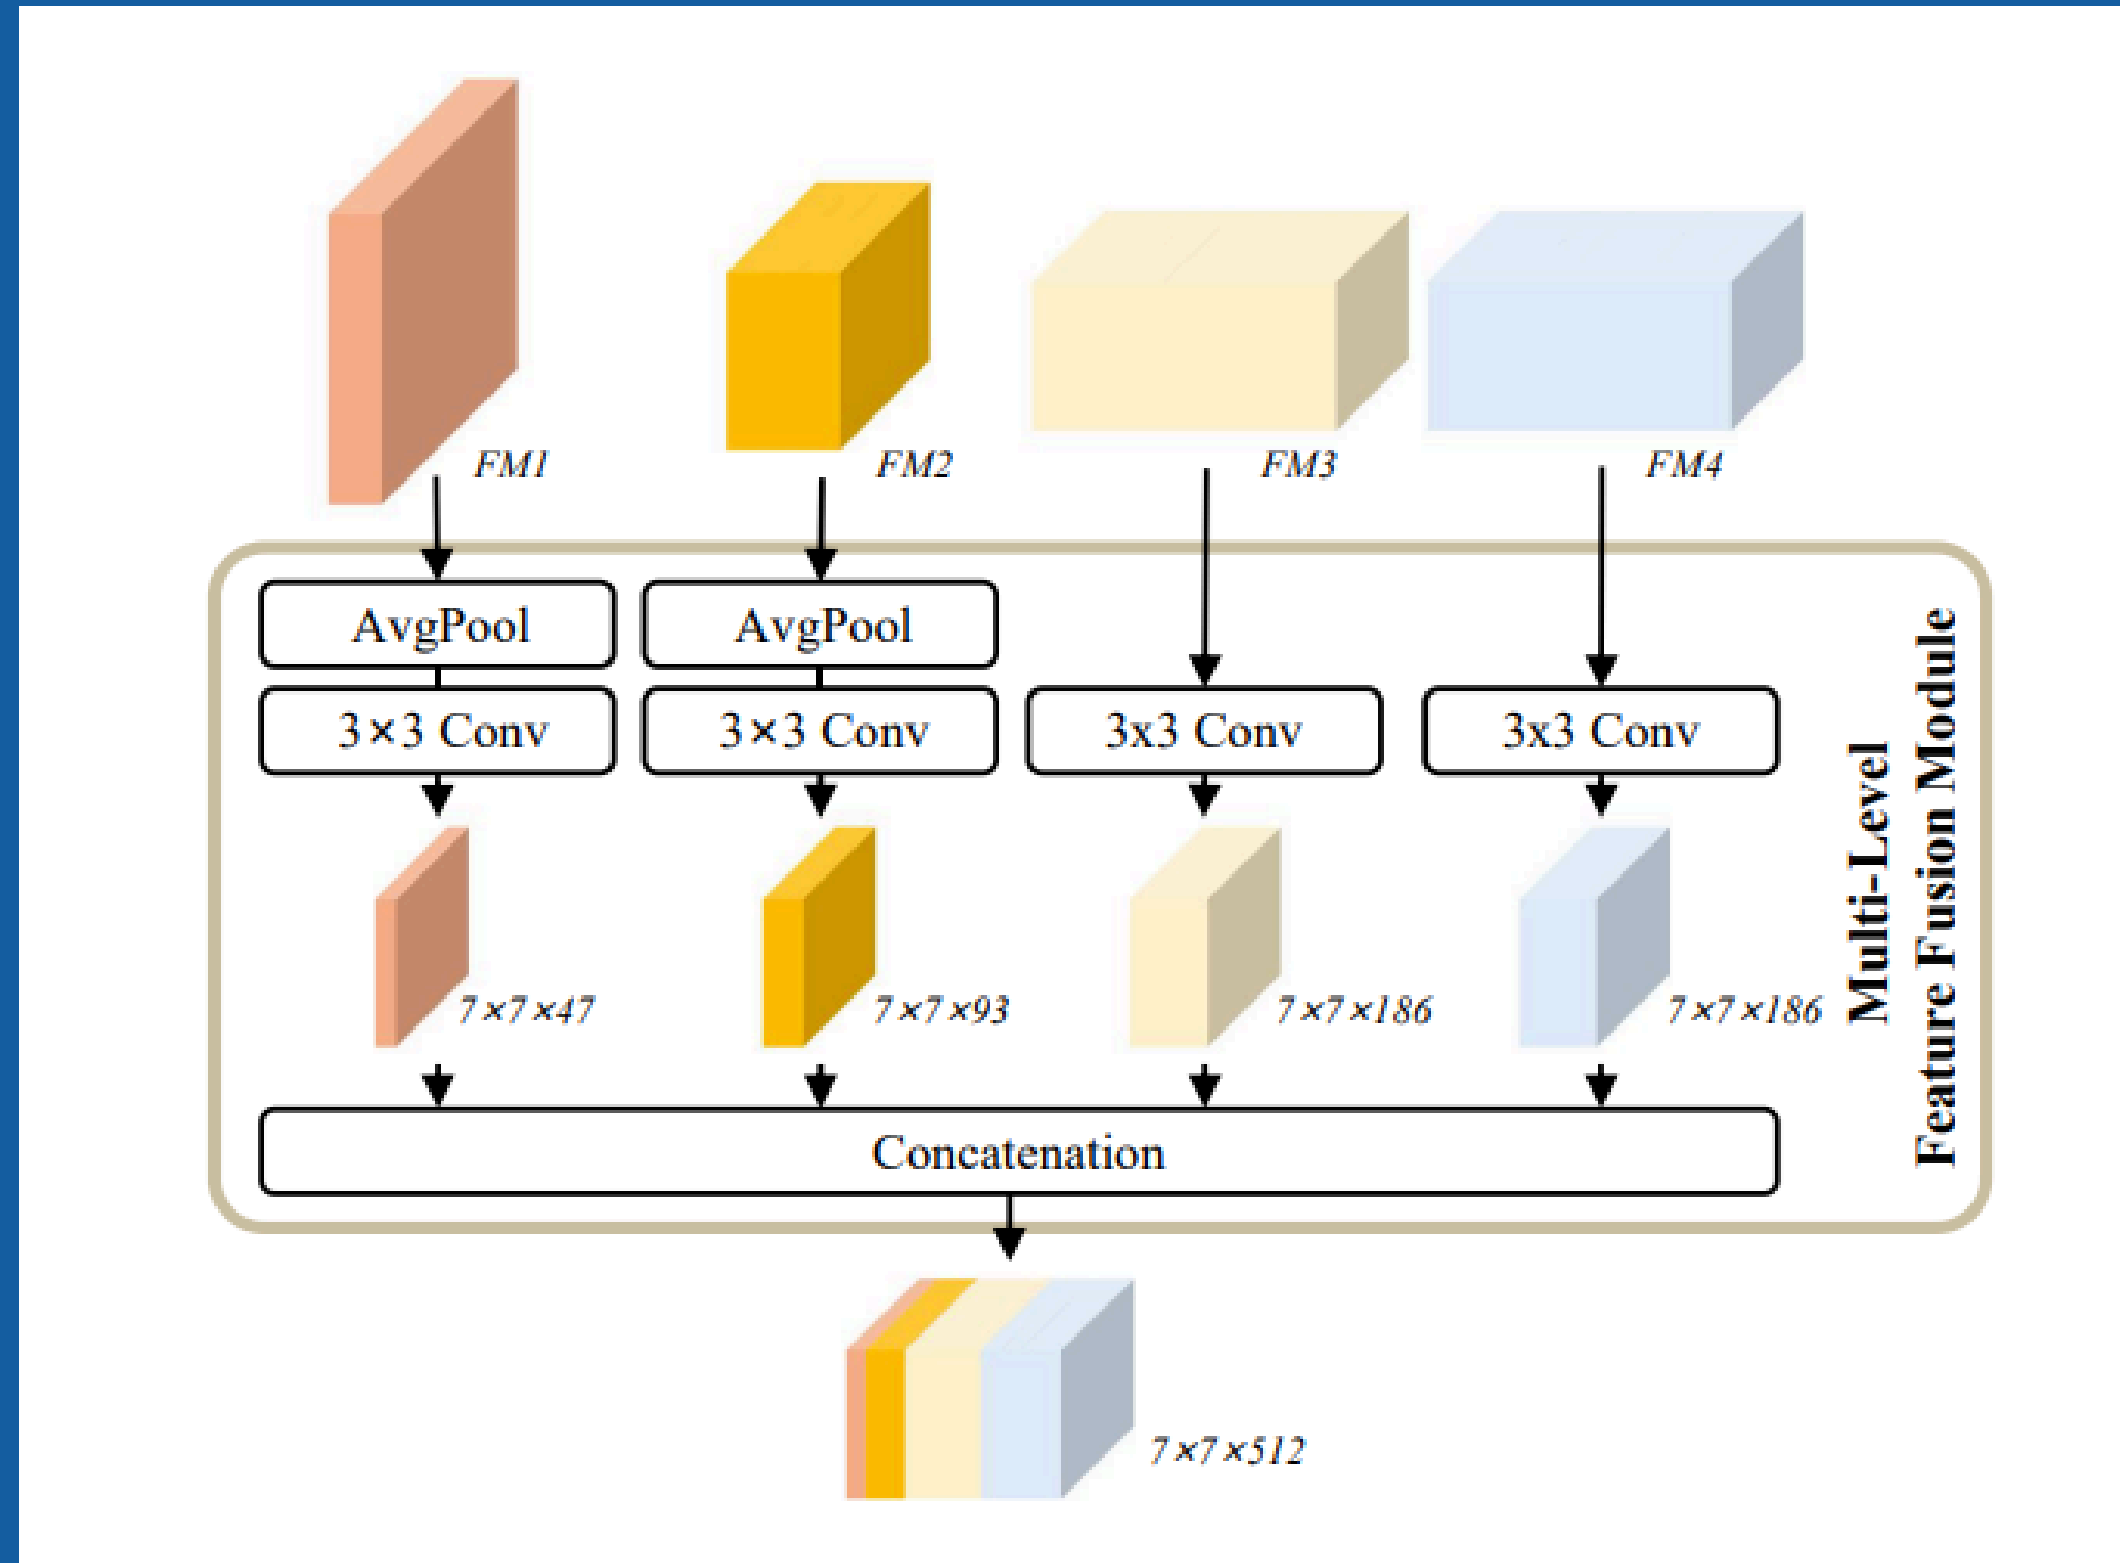 FM1
FM2
FM3
FM4
AvgPool
AvgPool
3×3 Conv
3×3 Conv
3x3 Conv
3x3 Conv
7×7×47
7×7×93
7×7×186
7×7×186
Multi-Level
Feature Fusion Module
Concatenation
7×7×512